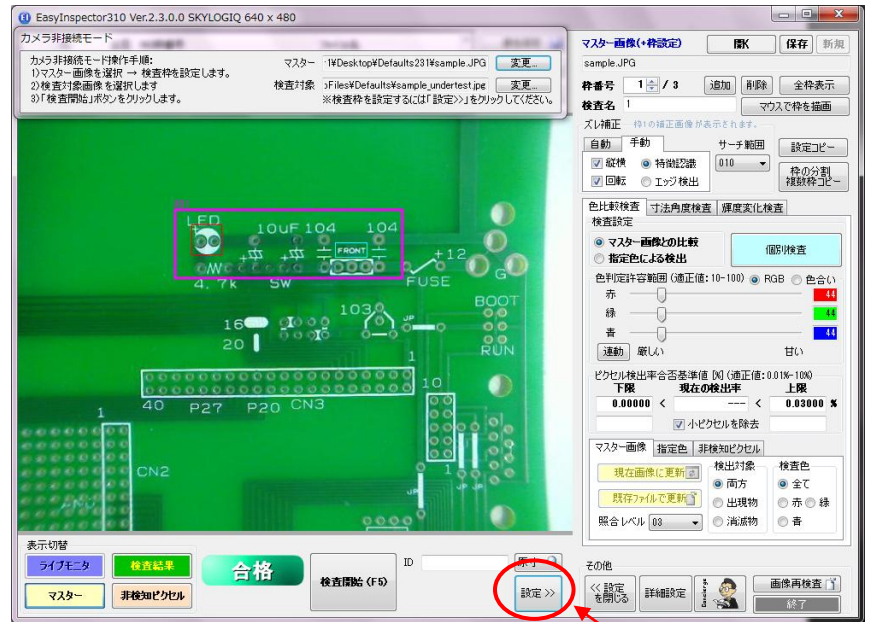 EasyInspector310 Ver.2.3.0.0 SKYLOGIQ 640 x 480
カメラ非接続モード
カメラ非接続モード操作手順:
1)マスター画像を選択 → 検査枠を設定します。
2)検査対象画像を選択します
3)「検査開始」ボタンをクリックします。
マスター ･1¥Desktop¥Defaults231¥sample.JPG 変更...
検査対象 ɔFiles¥Defaults¥sample_undertest.jpg 変更...
※検査枠を設定するには「設定>>」をクリックしてください。
LED
10uF 104 104
FRONT
+12
4.7k SW FUSE G
BOOT
103
16
20
JP
RUN
1
10
40 P27 P20 CN3
1
CN2
1
JP
JP
表示切替
ライブモニタ 検査結果
マスター 非検知ピクセル
合格
検査開始 (F5)
ID
原寸
設定 >>
マスター画像(+枠設定) 開く 保存 新規
sample.JPG
枠番号 1 / 3 追加 削除 全枠表示
検査名 1 マウスで枠を描画
ズレ補正 枠1の補正画像が表示されます。
自動 手動 サーチ範囲 設定コピー
縦横 特徴認識 010
回転 エッジ検出
枠の分割
複数枠コピー
色比較検査 寸法角度検査 輝度変化検査
検査設定
マスター画像との比較
指定色による検出
個別検査
色判定許容範囲 (適正値: 10-100) RGB 色合い
赤 44
緑 44
青 44
連動 厳しい 甘い
ピクセル検出率合否基準値 [%] (適正値: 0.01%-10%)
下限 現在の検出率 上限
0.00000 < --- < 0.03000 %
小ピクセルを除去
マスター画像 指定色 非検知ピクセル
現在画像に更新
既存ファイルで更新
照合レベル 03
検出対象
両方
出現物
消滅物
検査色
全て
赤 緑
青
その他
<< 設定
を閉じる
詳細設定
画像再検査
終了